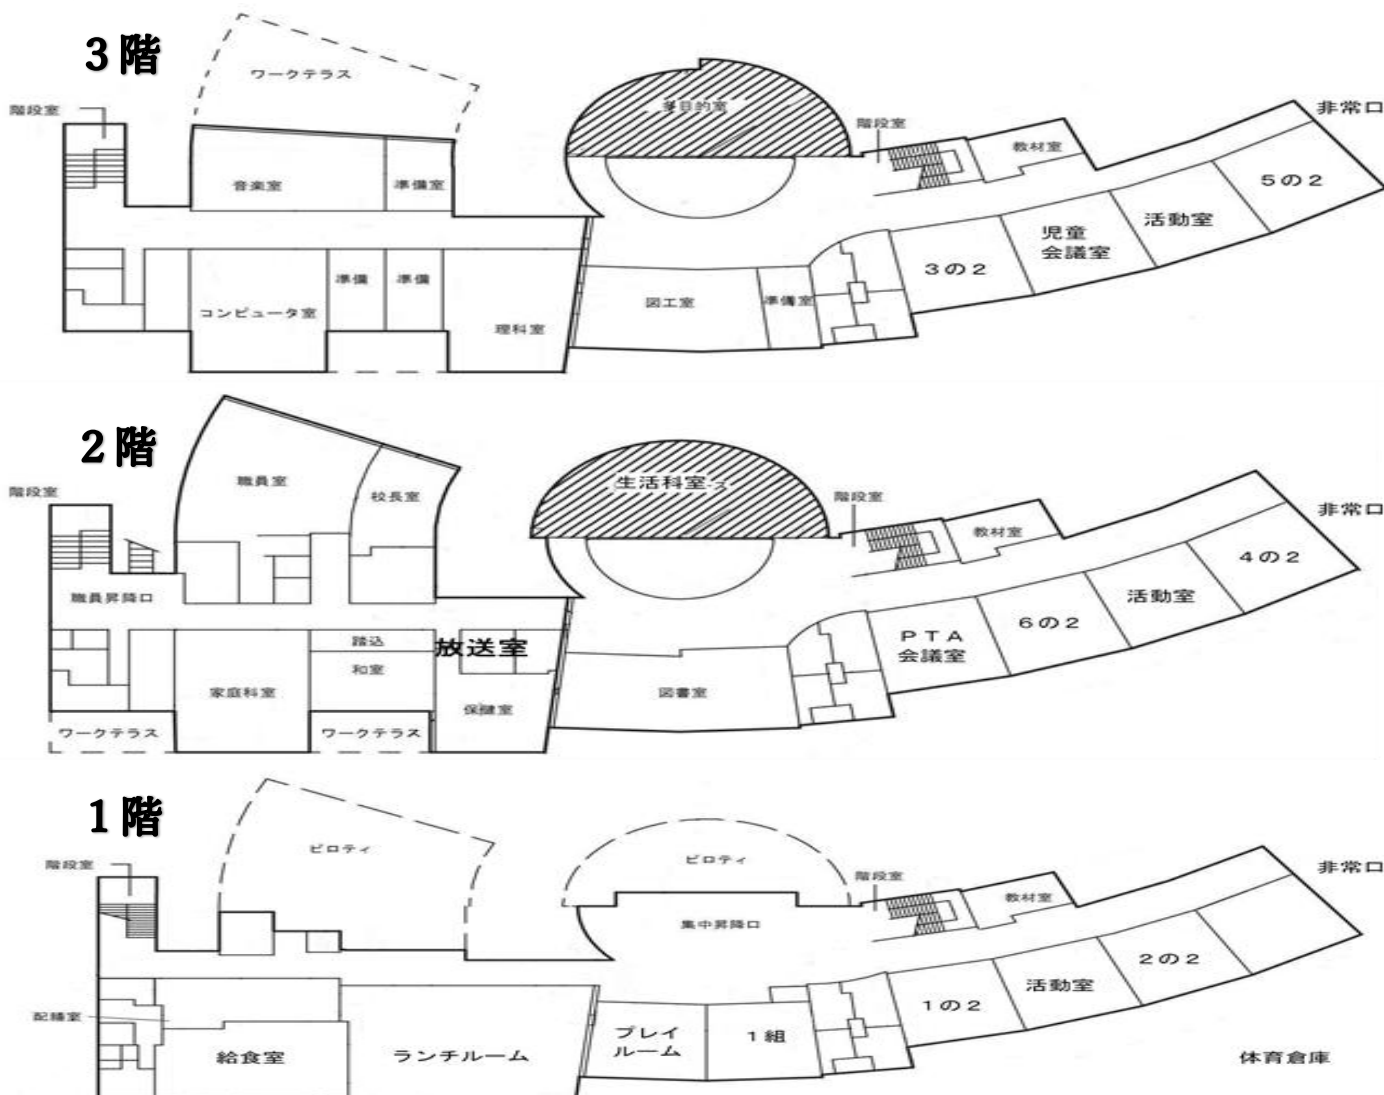 3階
ワークテラス
階段室
音楽室
準備室
多目的室
階段室
教材室
非常口
5の2
活動室
児童
会議室
3の2
コンピュータ室
準備
準備
理科室
図工室
準備室
2階
階段室
職員室
校長室
生活科室
階段室
教材室
非常口
4の2
活動室
6の2
PTA
会議室
職員昇降口
踏込
放送室
和室
家庭科室
保健室
図書室
ワークテラス
ワークテラス
1階
階段室
ピロティ
ピロティ
階段室
教材室
非常口
集中昇降口
2の2
活動室
1の2
配膳室
給食室
ランチルーム
プレイ
ルーム
1組
体育倉庫